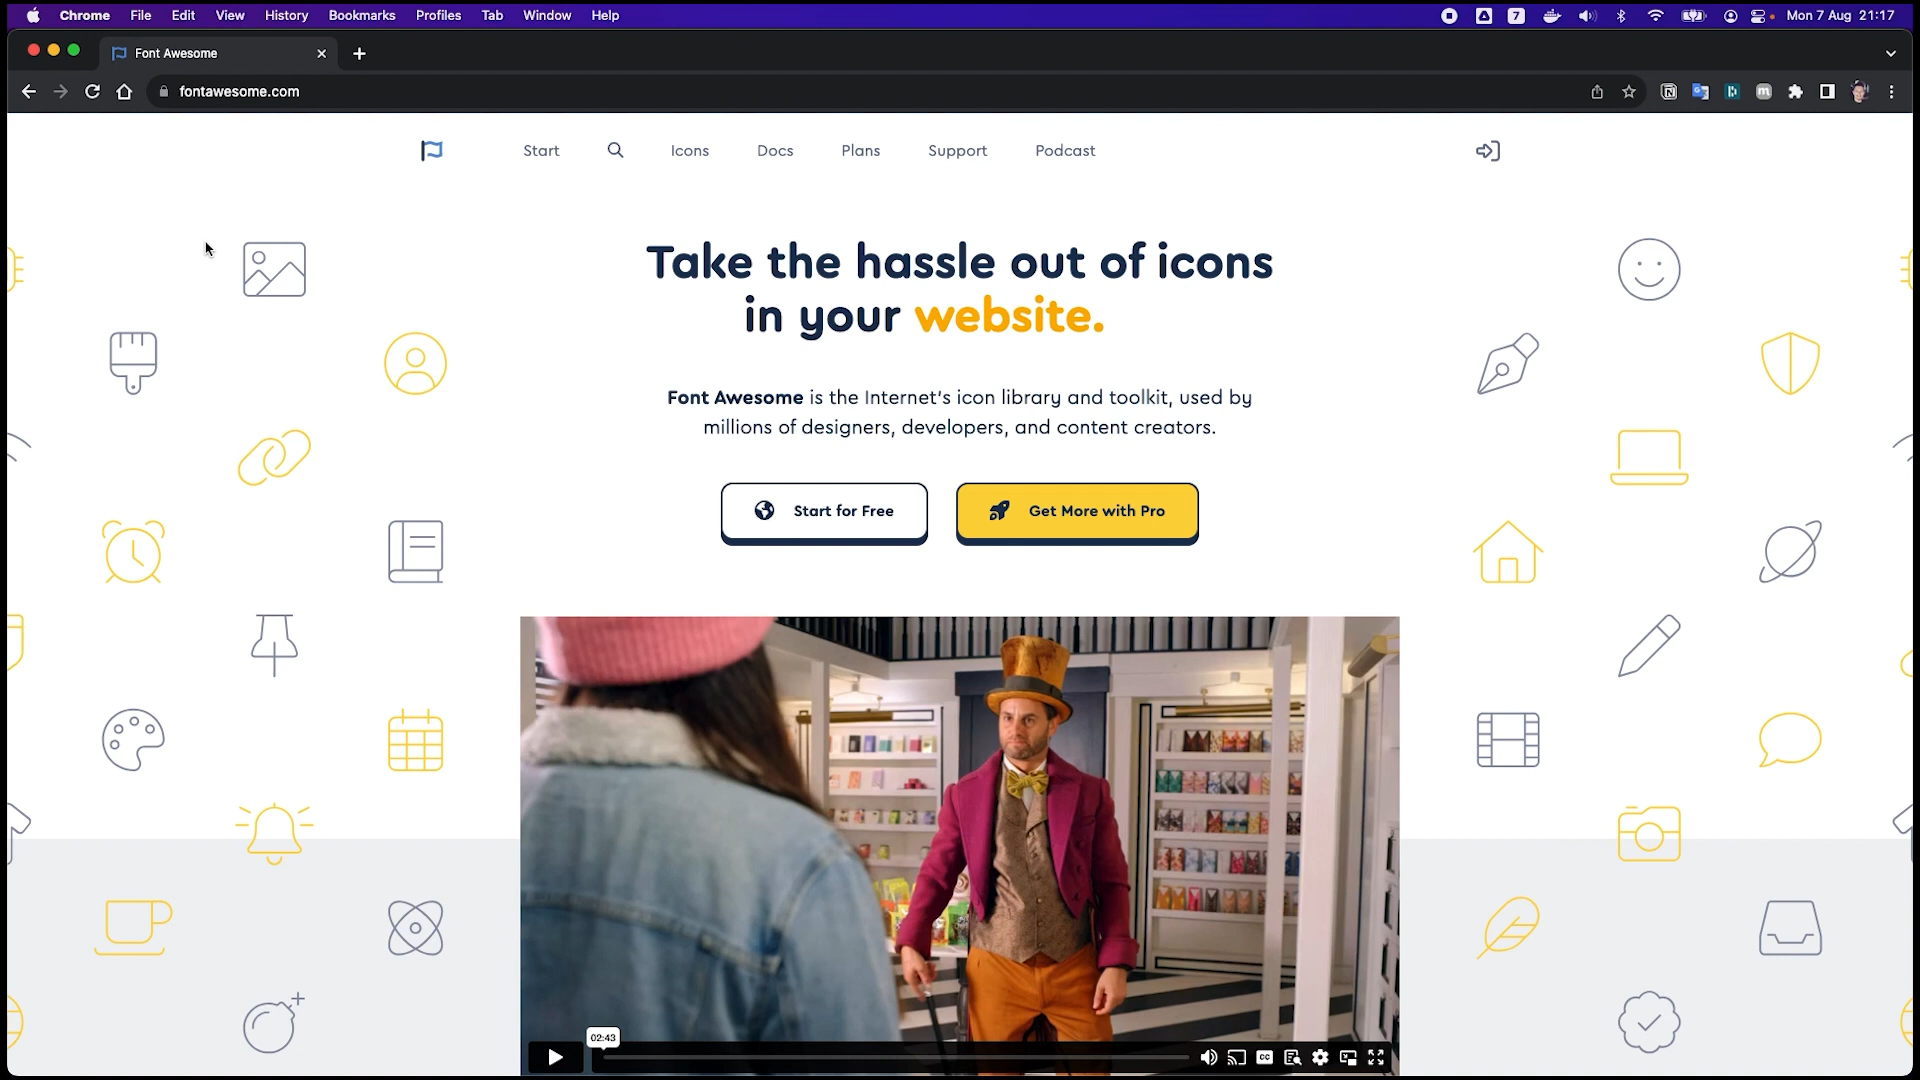 Chrome File Edit View History Bookmarks Profiles Tab Window Help
7
Mon 7 Aug 21:17
Font Awesome
fontawesome.com
Start Icons Docs Plans Support Podcast
Take the hassle out of icons
in your website.
Font Awesome is the Internet's icon library and toolkit, used by
millions of designers, developers, and content creators.
Start for Free
Get More with Pro
02:43
CC